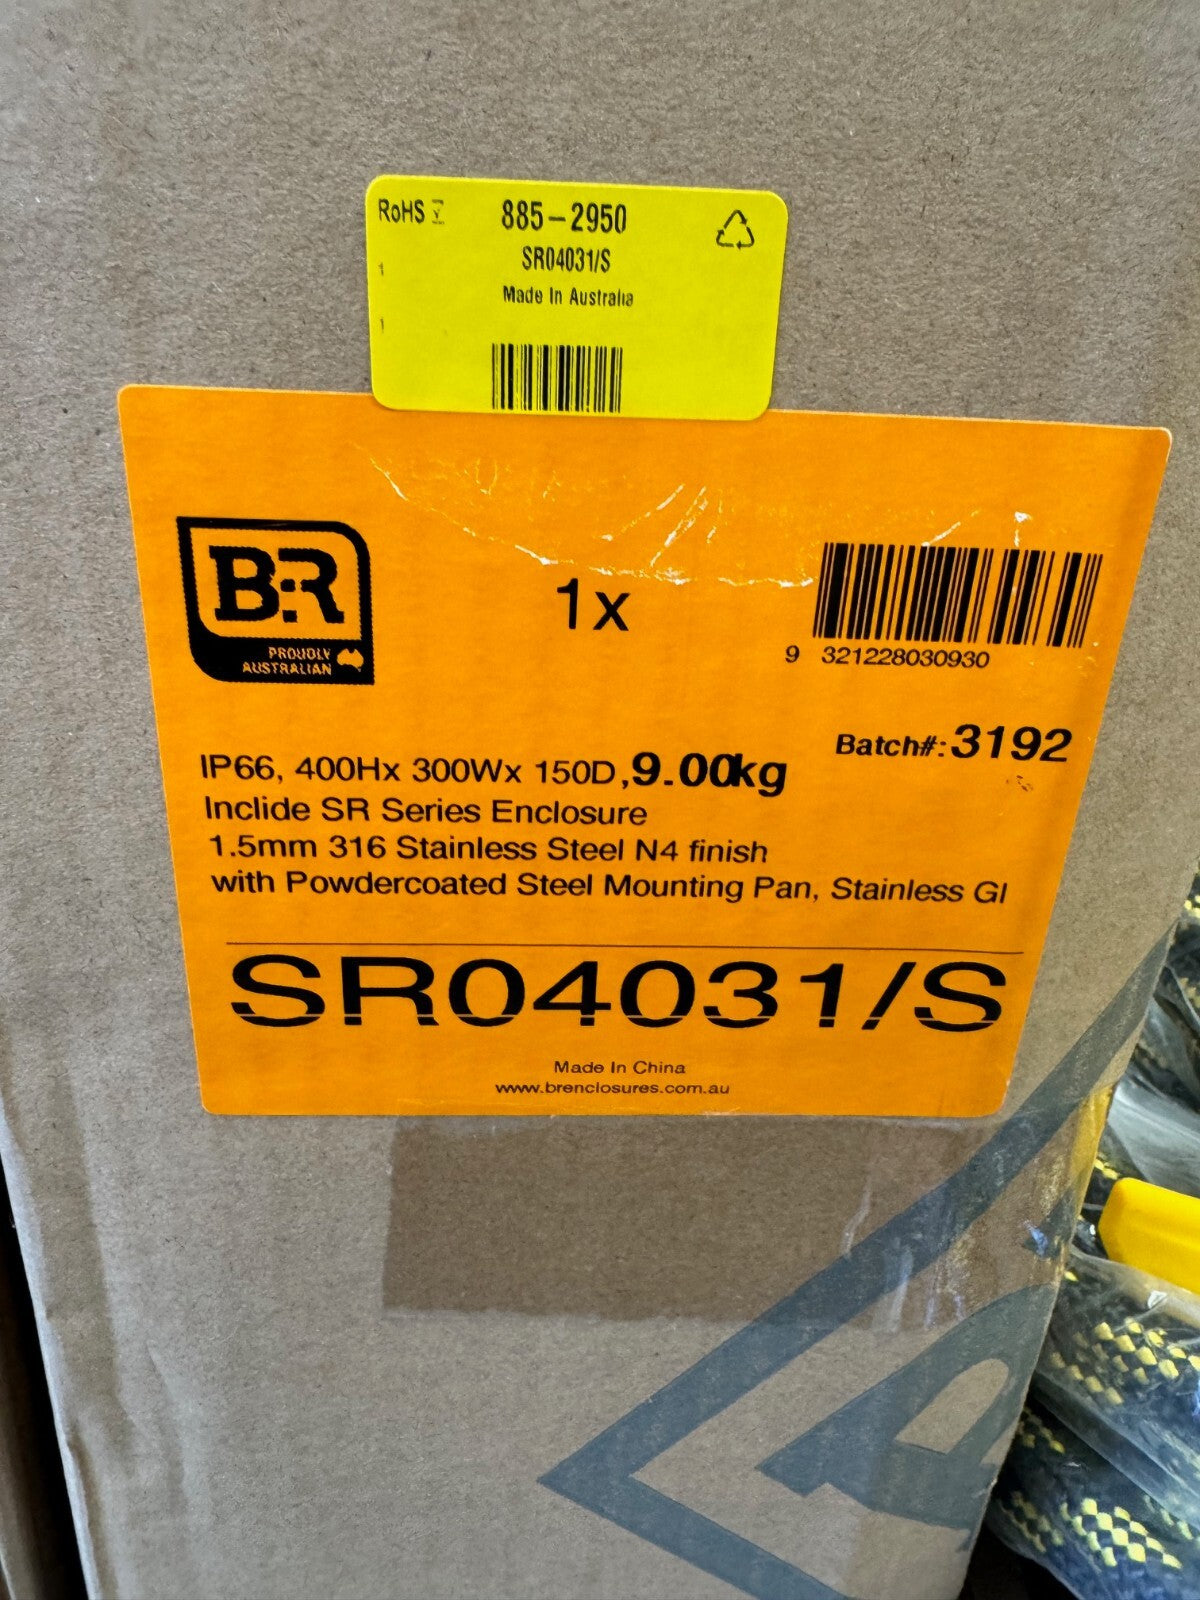 RoHS
885-2950
SR04031/S
1
Made In Australia
1
B:R
PROUDLY
AUSTRALIAN
1x
9 321228030930
Batch#: 3192
IP66, 400Hx 300Wx 150D, 9.00kg
Inclide SR Series Enclosure
1.5mm 316 Stainless Steel N4 finish
with Powdercoated Steel Mounting Pan, Stainless Gl
SR04031/S
Made In China
www.brenclosures.com.au